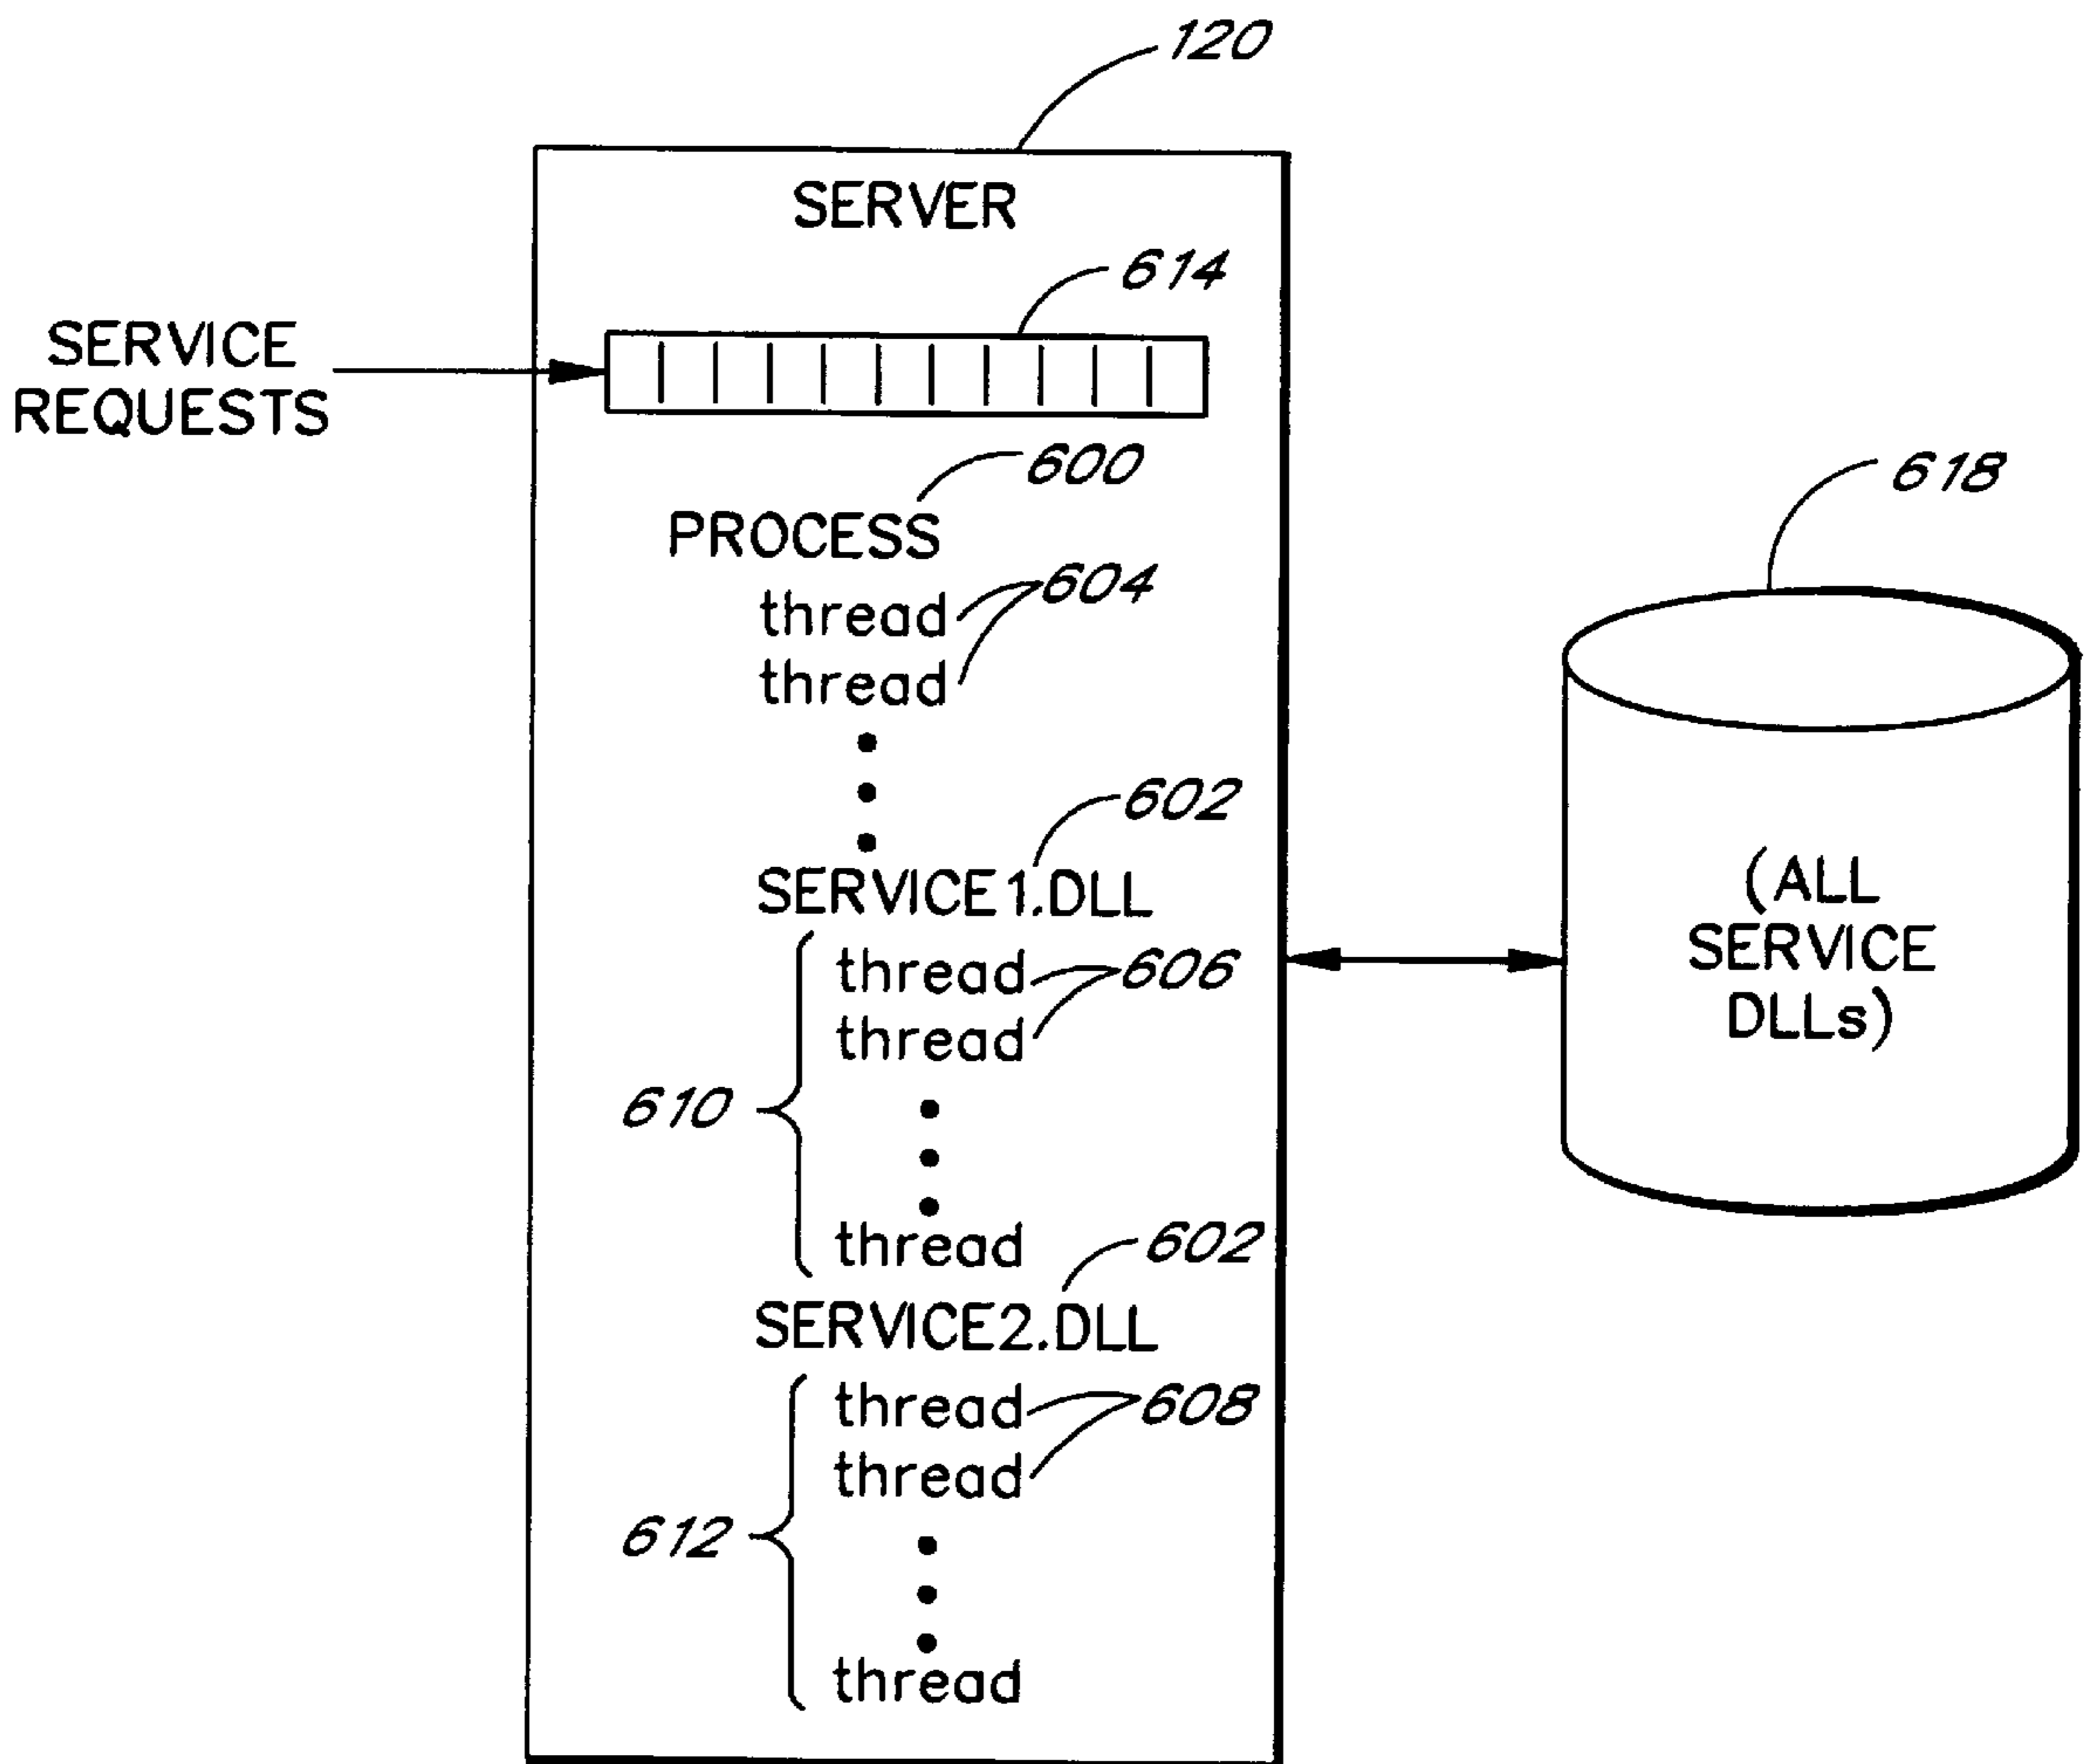 120
SERVER
614
SERVICE
REQUESTS
600
PROCESS
thread
604
thread
602
SERVICE1.DLL
thread
606
thread
610
thread
602
SERVICE2.DLL
thread
608
thread
612
thread
618
(ALL
SERVICE
DLLs)